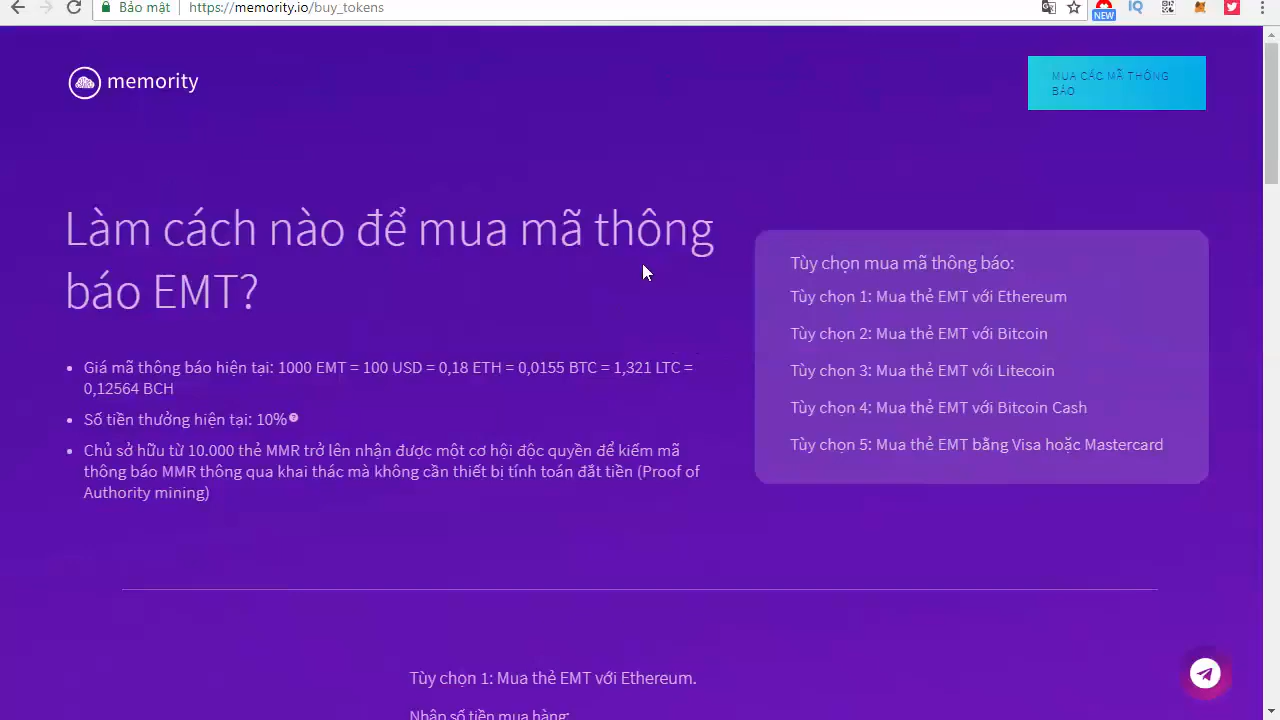 Bảo mật
https://memority.io/buy_tokens
NEW
IQ
memority
MUA CÁC MÃ THÔNG
BÁO
Làm cách nào để mua mã thông
báo EMT?
Giá mã thông báo hiện tại: 1000 EMT = 100 USD = 0,18 ETH = 0,0155 BTC = 1,321 LTC =
0,12564 BCH
Số tiền thưởng hiện tại: 10%
Chủ sở hữu từ 10.000 thẻ MMR trở lên nhận được một cơ hội độc quyền để kiếm mã
thông báo MMR thông qua khai thác mà không cần thiết bị tính toán đắt tiền (Proof of
Authority mining)
Tùy chọn mua mã thông báo:
Tùy chọn 1: Mua thẻ EMT với Ethereum
Tùy chọn 2: Mua thẻ EMT với Bitcoin
Tùy chọn 3: Mua thẻ EMT với Litecoin
Tùy chọn 4: Mua thẻ EMT với Bitcoin Cash
Tùy chọn 5: Mua thẻ EMT bằng Visa hoặc Mastercard
Tùy chọn 1: Mua thẻ EMT với Ethereum.
Nhập số tiền mua hàng: